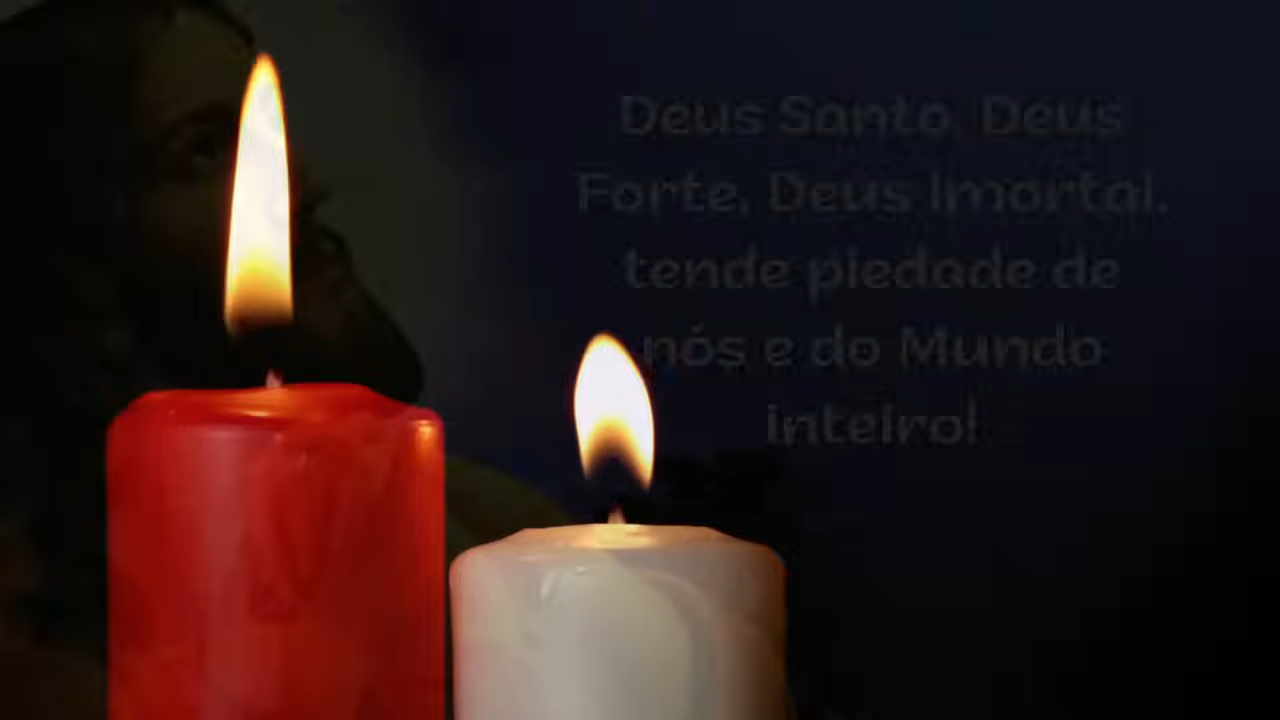 Deus Santo, Deus
Forte, Deus Imortal,
tende piedade de
nós e do Mundo
inteiro!